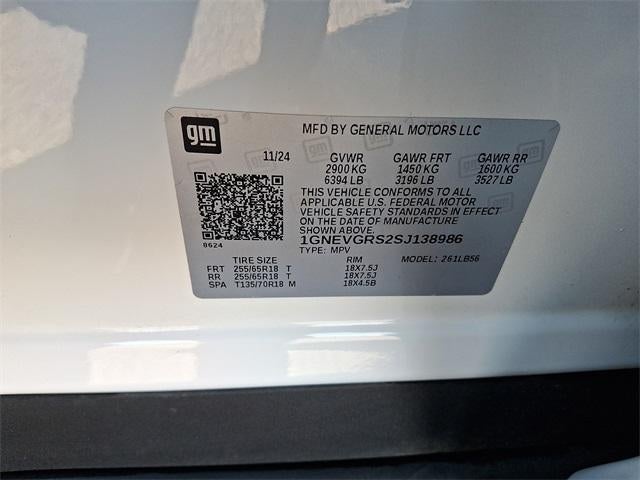 gm
MFD BY GENERAL MOTORS LLC
11/24 GVWR GAWR FRT GAWR RR
2900 KG 1450 KG 1600 KG
6394 LB 3196 LB 3527 LB
THIS VEHICLE CONFORMS TO ALL
APPLICABLE U.S. FEDERAL MOTOR
VEHICLE SAFETY STANDARDS IN EFFECT
ON THE DATE OF MANUFACTURE
SHOWN ABOVE.
8624
1GNEVGRS2SJ138986
TYPE: MPV MODEL: 261LB56
TIRE SIZE RIM
FRT 255/65R18 T 18X7.5J
RR 255/65R18 T 18X7.5J
SPA T135/70R18 M 18X4.5B